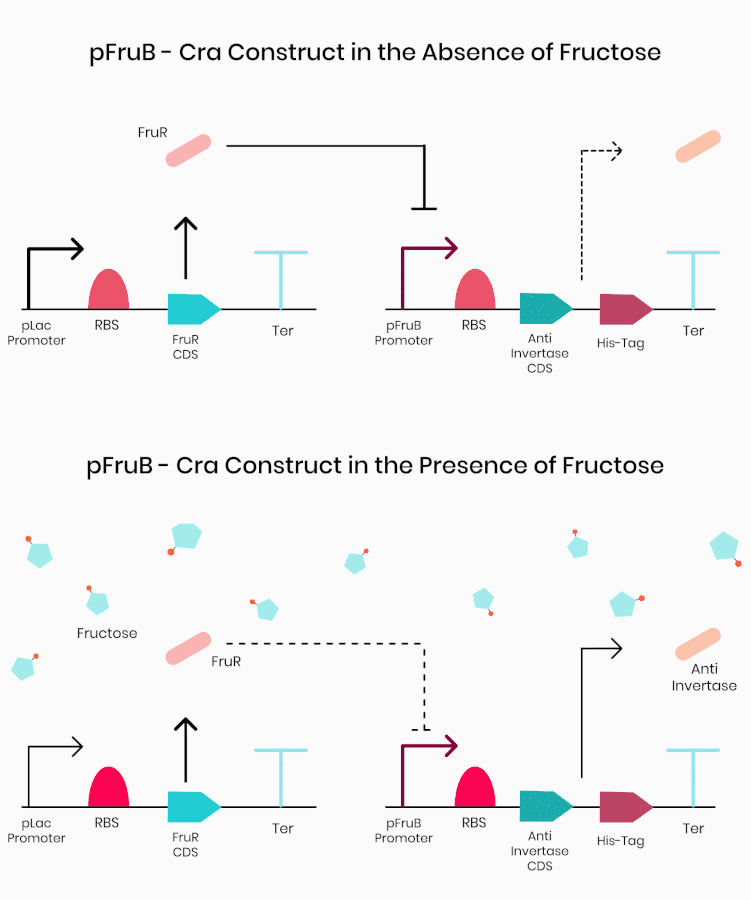 pFruB - Cra Construct in the Absence of Fructose
FruR
pLac
Promoter
RBS
FruR
CDS
Ter
pFruB
Promoter
RBS
Anti
Invertase
CDS
His-Tag
Ter
pFruB - Cra Construct in the Presence of Fructose
Fructose
FruR
Anti
Invertase
pLac
Promoter
RBS
FruR
CDS
Ter
pFruB
Promoter
RBS
Anti
Invertase
CDS
His-Tag
Ter